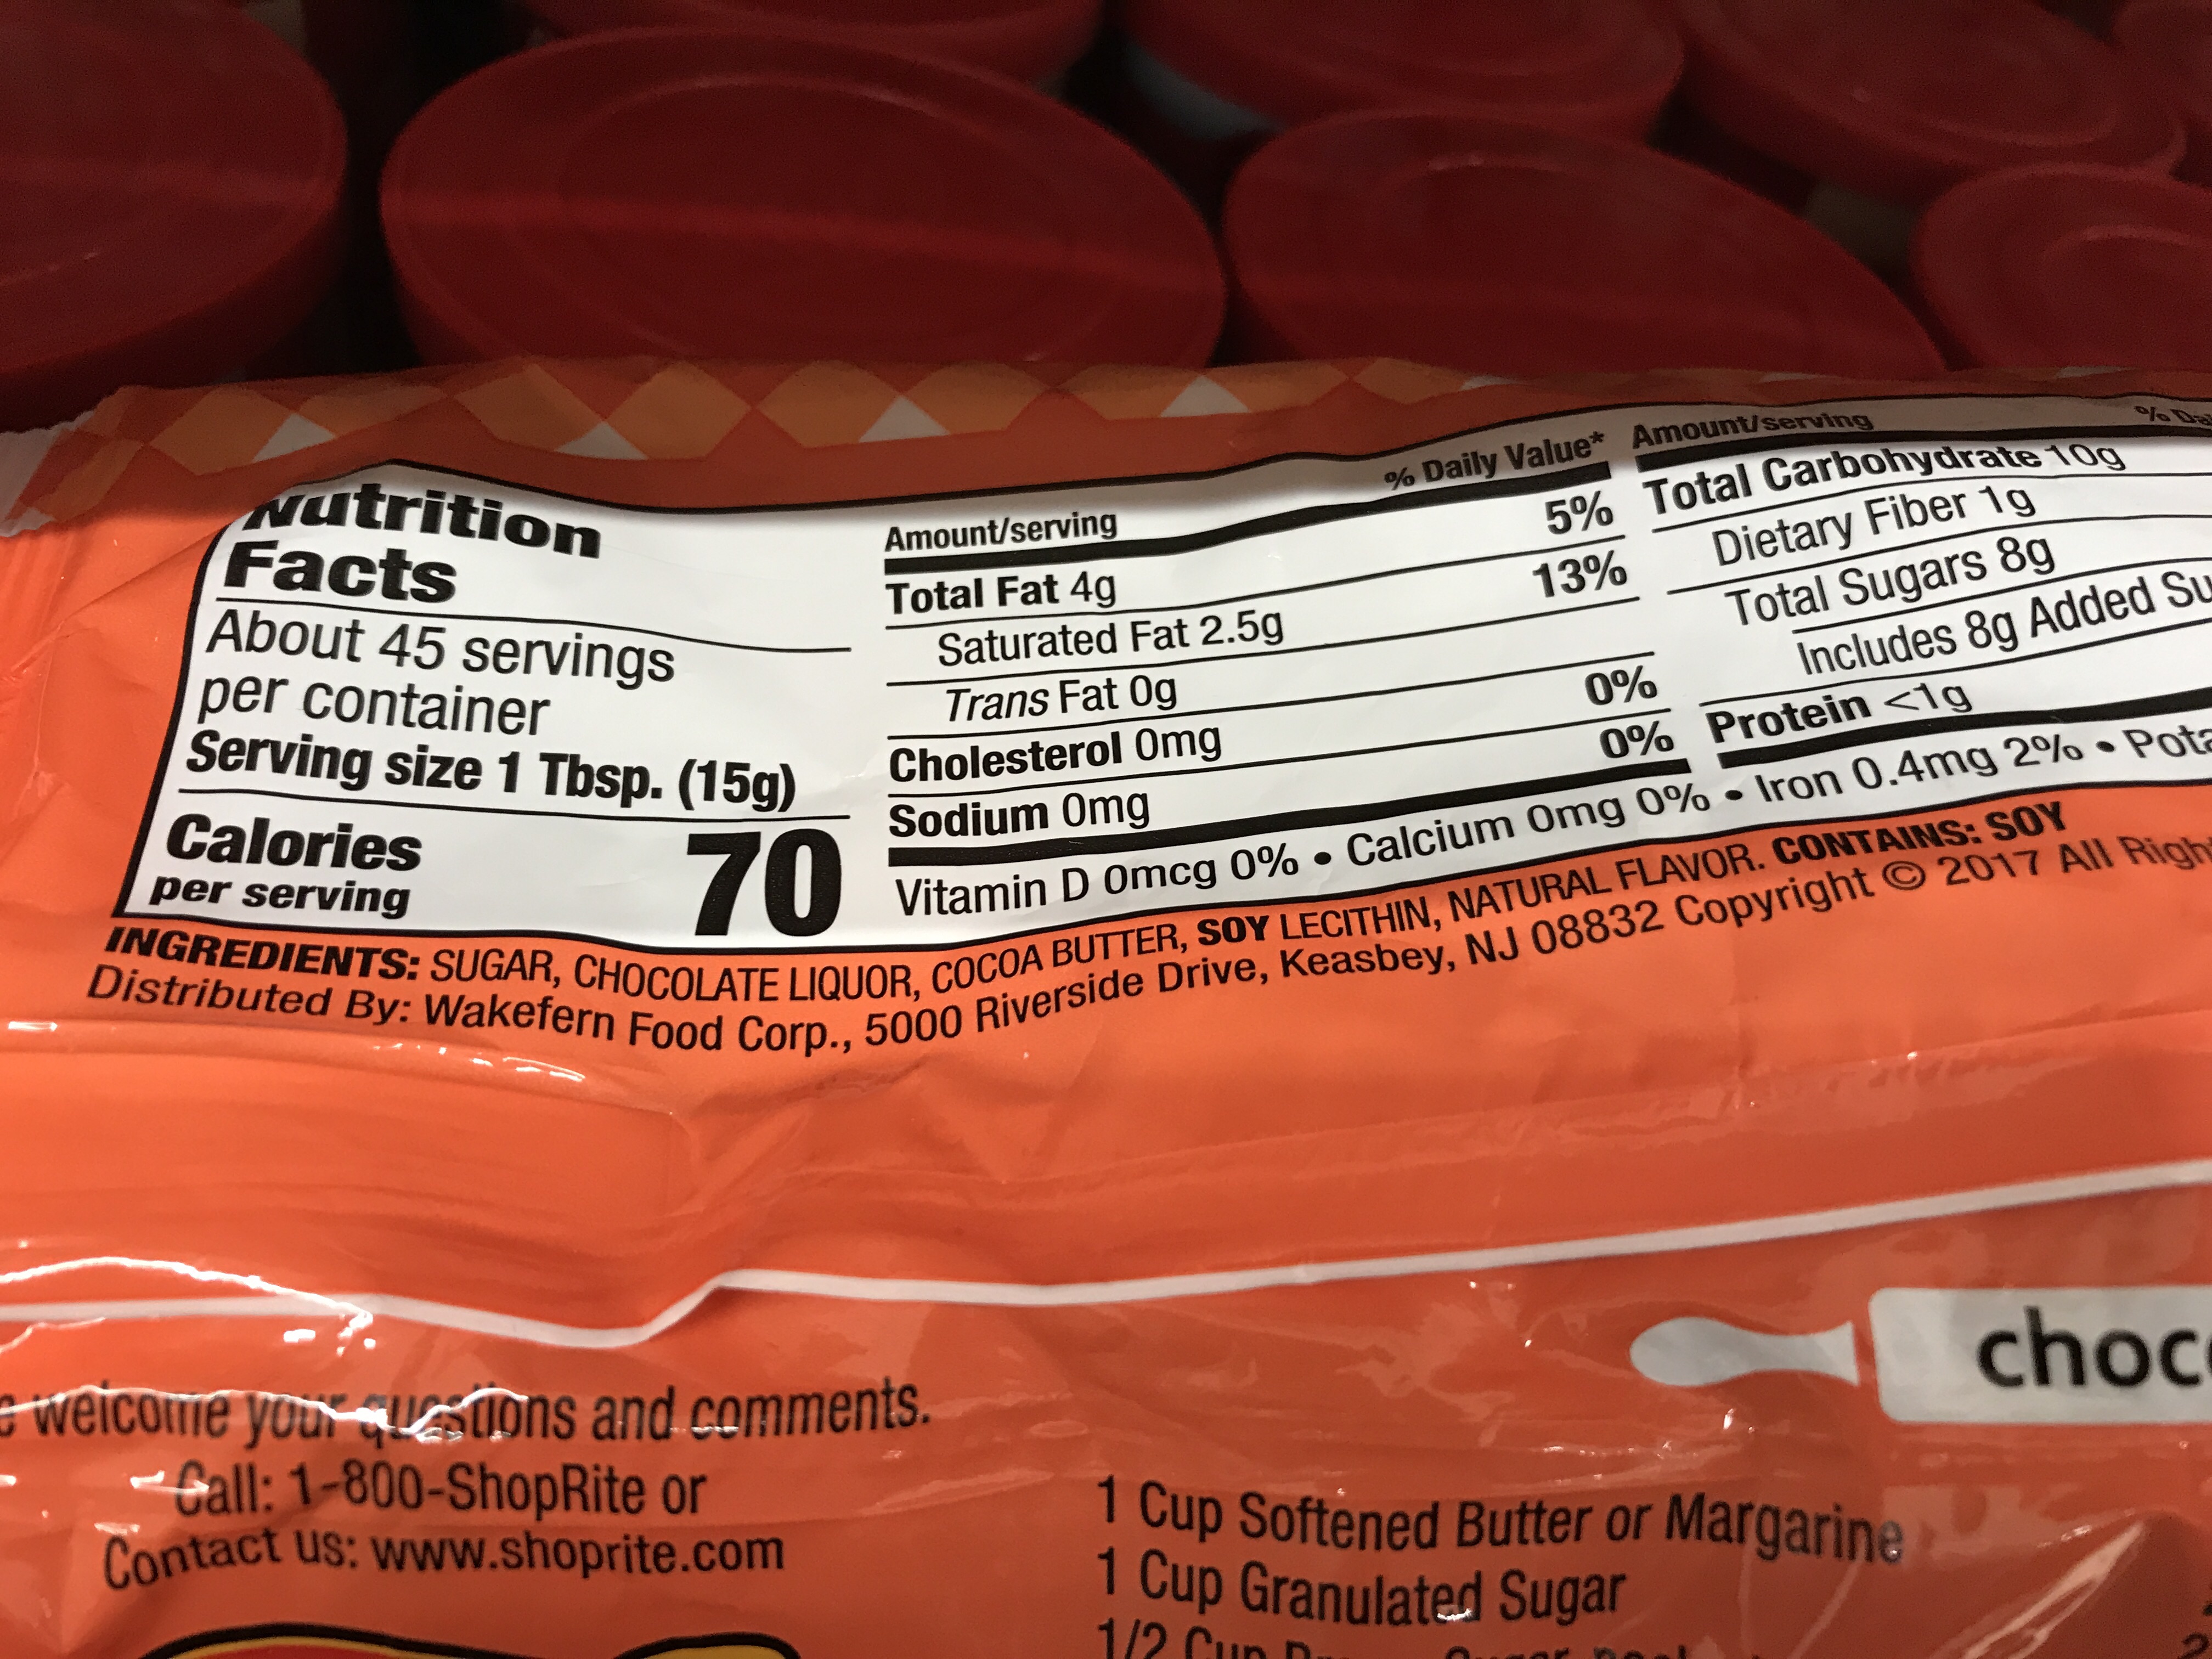 Nutrition
Facts
About 45 servings
per container
Serving size 1 Tbsp. (15g)
Calories
per serving
70
Amount/serving % Daily Value*
Total Fat 4g 5%
Saturated Fat 2.5g 13%
Trans Fat 0g
Cholesterol 0mg 0%
Sodium 0mg 0%
Amount/serving %
Total Carbohydrate 10g
Dietary Fiber 1g
Total Sugars 8g
Includes 8g Added
Protein <1g
Vitamin D 0mcg 0% • Calcium 0mg 0% • Iron 0.4mg 2% •
INGREDIENTS: SUGAR, CHOCOLATE LIQUOR, COCOA BUTTER, SOY LECITHIN, NATURAL FLAVOR. CONTAINS: SOY
Distributed By: Wakefern Food Corp., 5000 Riverside Drive, Keasbey, NJ 08832 Copyright © 2017 All
choc
welcome your questions and comments.
Call: 1-800-ShopRite or
Contact us: www.shoprite.com
1 Cup Softened Butter or Margarine
1 Cup Granulated Sugar
1/2 Cup